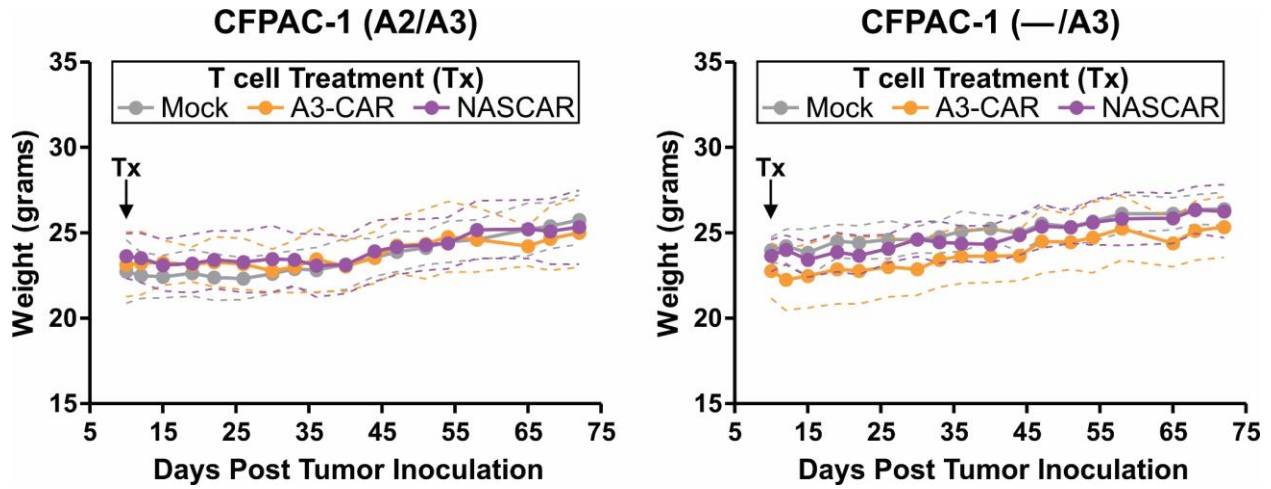 CFPAC-1 (A2/A3)
35
30
25
20
15
Weight (grams)
T cell Treatment (Tx)
Mock A3-CAR NASCAR
Tx
5 15 25 35 45 55 65 75
Days Post Tumor Inoculation
CFPAC-1 (—/A3)
35
30
25
20
15
Weight (grams)
T cell Treatment (Tx)
Mock A3-CAR NASCAR
Tx
5 15 25 35 45 55 65 75
Days Post Tumor Inoculation